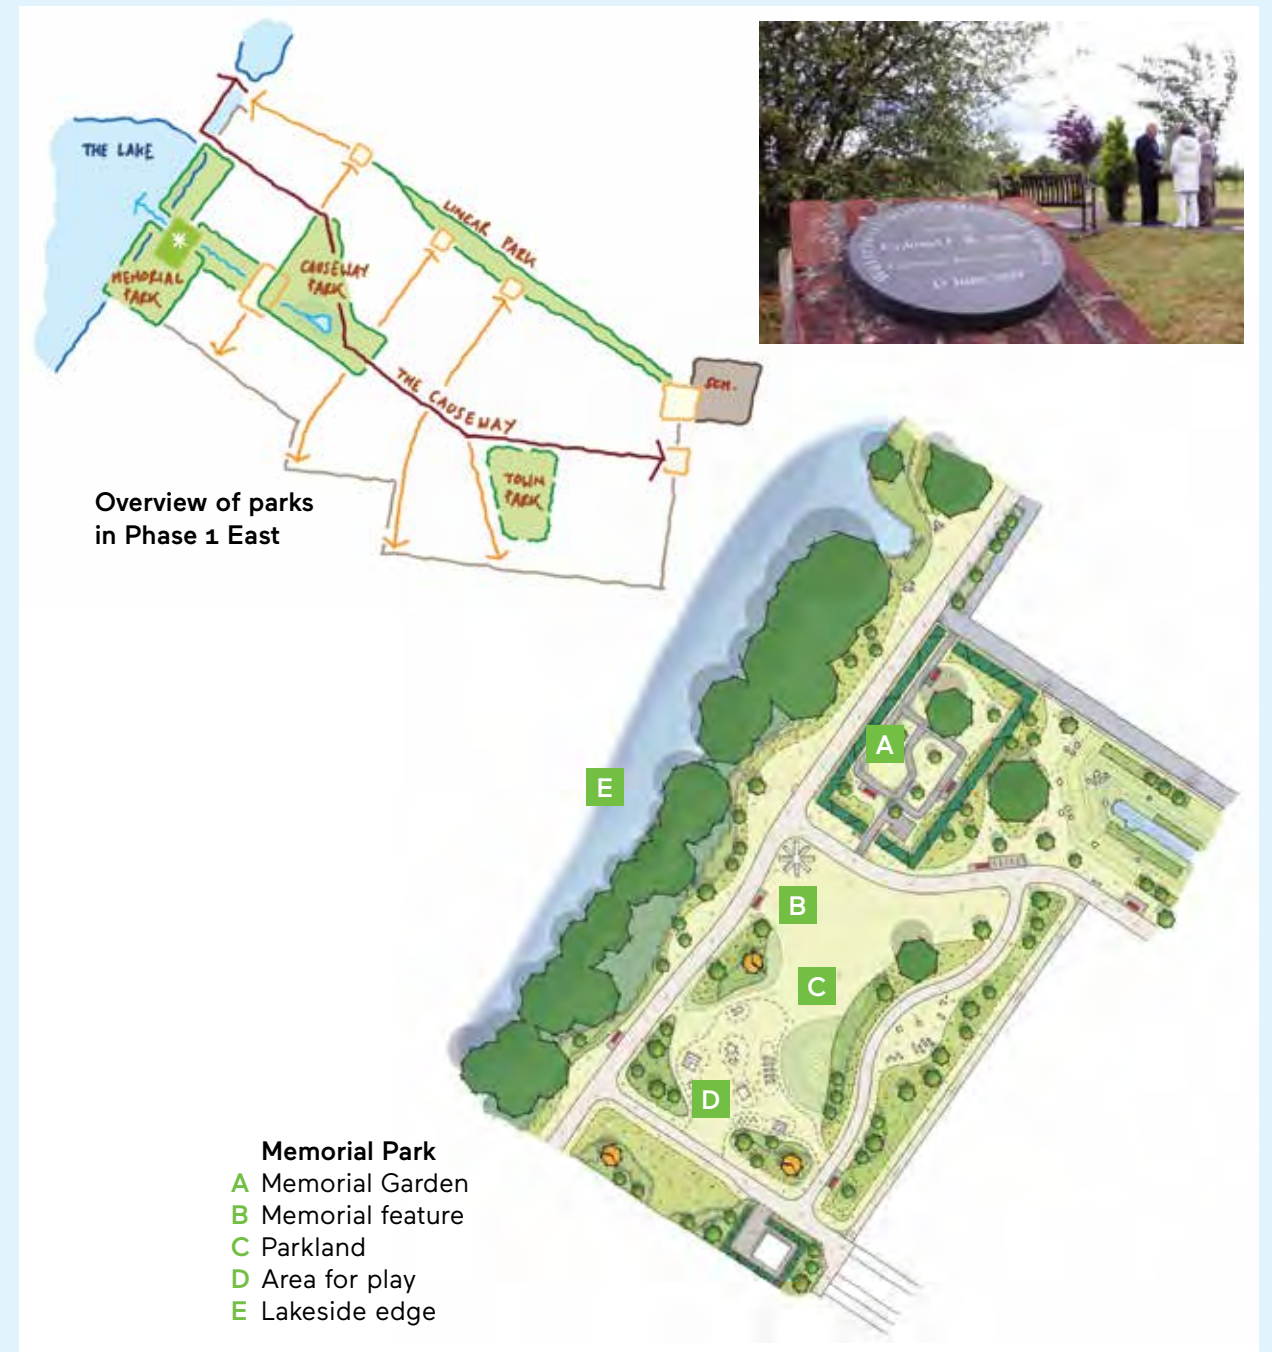 THE LAKE
LINEAR PARK
CAUSEWAY
PARK
MEMORIAL
PARK
SCH.
THE CAUSEWAY
TOWN
PARK
Overview of parks
in Phase 1 East
A
E
B
C
D
Memorial Park
A Memorial Garden
B Memorial feature
C Parkland
D Area for play
E Lakeside edge